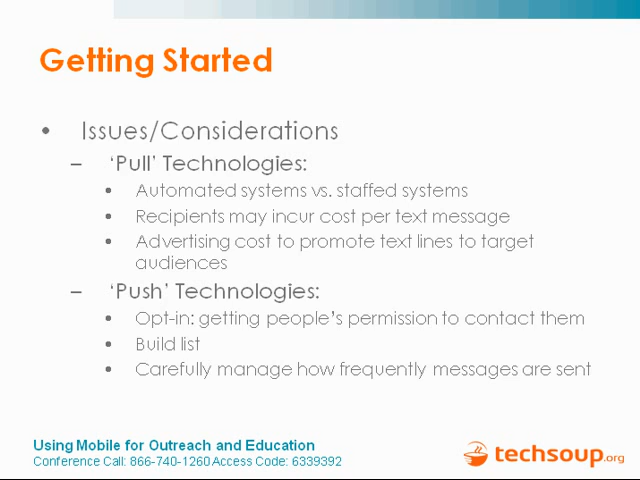 Getting Started
• Issues/Considerations
– ‘Pull’ Technologies:
• Automated systems vs. staffed systems
• Recipients may incur cost per text message
• Advertising cost to promote text lines to target
audiences
– ‘Push’ Technologies:
• Opt-in: getting people’s permission to contact them
• Build list
• Carefully manage how frequently messages are sent
Using Mobile for Outreach and Education
Conference Call: 866-740-1260 Access Code: 6339392
techsoup.org